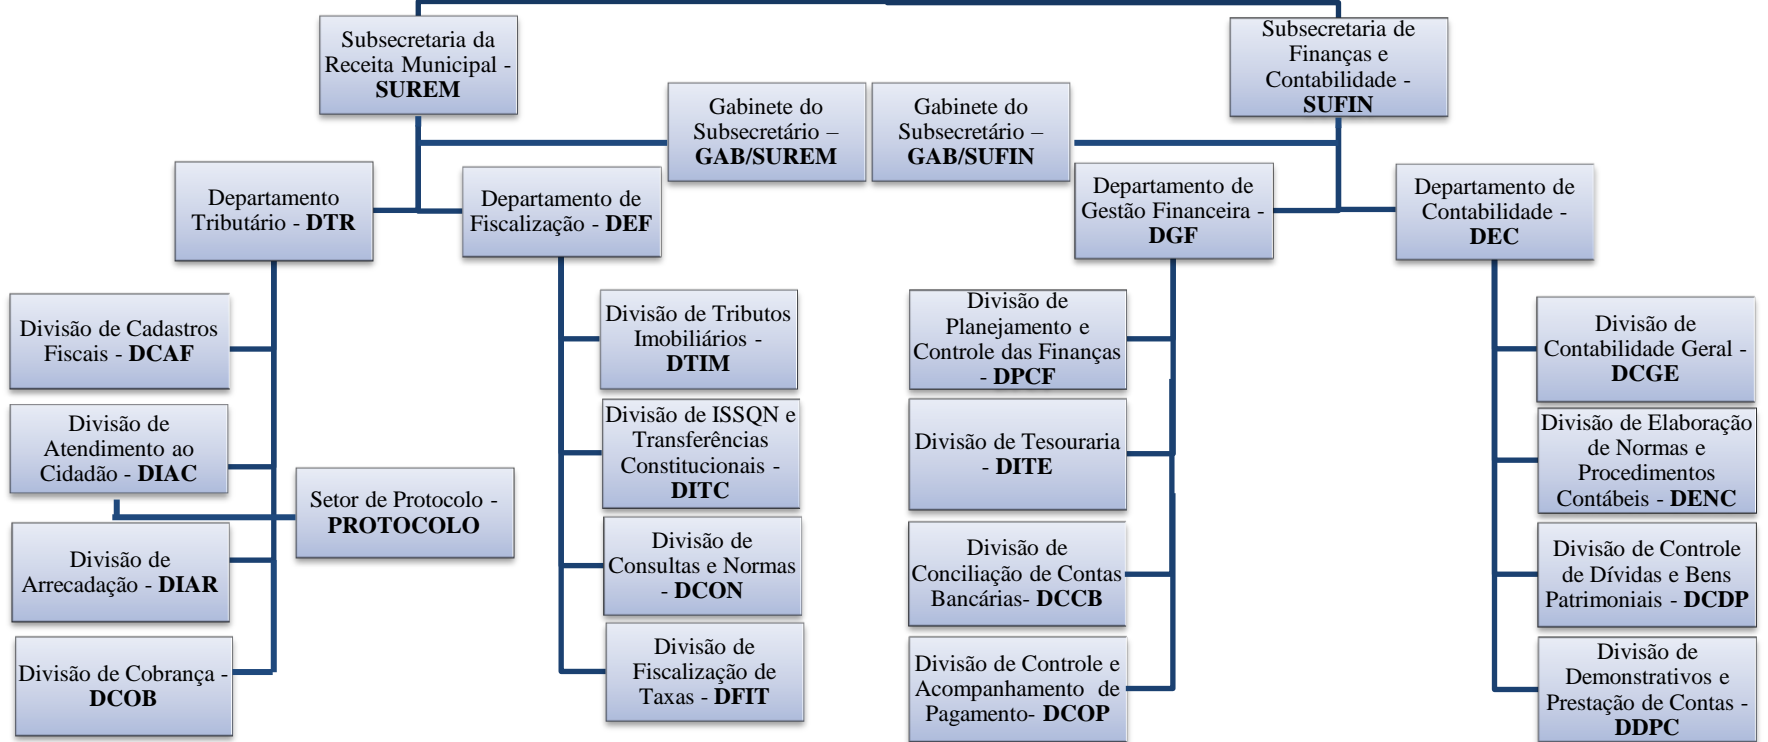 Subsecretaria da
Receita Municipal -
SUREM
Subsecretaria de
Finanças e
Contabilidade -
SUFIN
Gabinete do
Subsecretário –
GAB/SUREM
Gabinete do
Subsecretário –
GAB/SUFIN
Departamento
Tributário - DTR
Departamento de
Fiscalização - DEF
Departamento de
Gestão Financeira -
DGF
Departamento de
Contabilidade -
DEC
Divisão de Cadastros
Fiscais - DCAF
Divisão de
Atendimento ao
Cidadão - DIAC
Setor de Protocolo -
PROTOCOLO
Divisão de
Arrecadação - DIAR
Divisão de Cobrança -
DCOB
Divisão de Tributos
Imobiliários -
DTIM
Divisão de ISSQN e
Transferências
Constitucionais -
DITC
Divisão de
Consultas e Normas
- DCON
Divisão de
Fiscalização de
Taxas - DFIT
Divisão de
Planejamento e
Controle das Finanças
- DPCF
Divisão de Tesouraria
- DITE
Divisão de
Conciliação de Contas
Bancárias- DCCB
Divisão de Controle e
Acompanhamento de
Pagamento- DCOP
Divisão de
Contabilidade Geral -
DCGE
Divisão de Elaboração
de Normas e
Procedimentos
Contábeis - DENC
Divisão de Controle
de Dívidas e Bens
Patrimoniais - DCDP
Divisão de
Demonstrativos e
Prestação de Contas -
DDPC